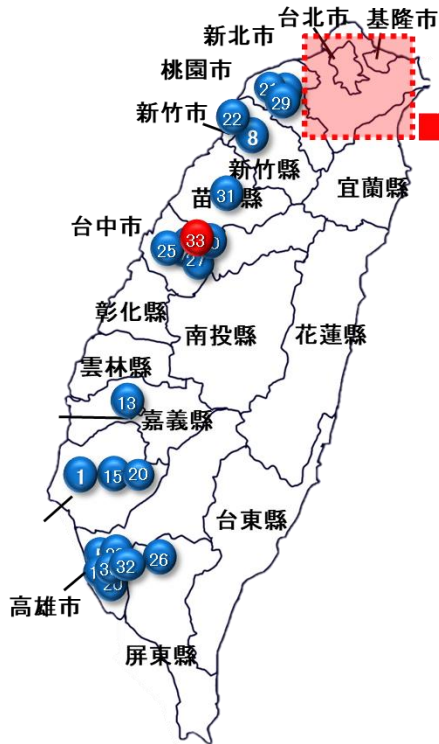 台北市
基隆市
新北市
桃園市
29
新竹市
22
8
新竹縣
31
苗 縣
宜蘭縣
台中市
33
25
27
彰化縣
南投縣
花蓮縣
雲林縣
13
嘉義縣
1
15
20
台東縣
32
26
高雄市
屏東縣